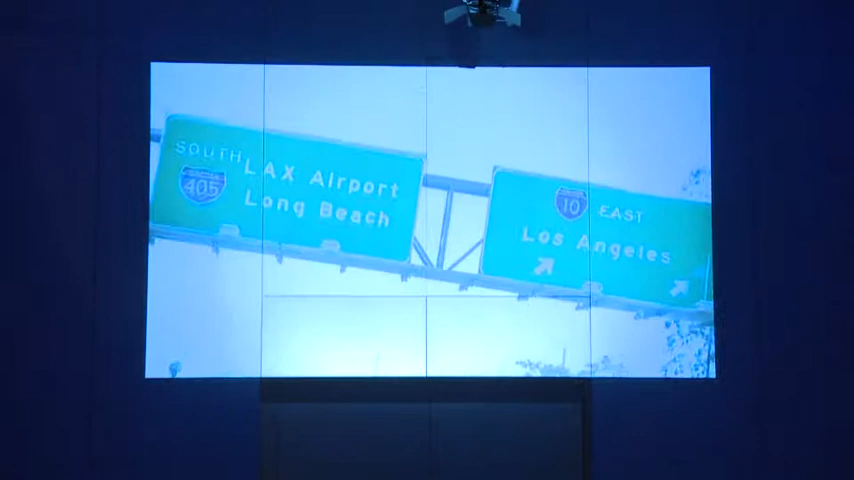 SOUTH
405
LAX Airport
Long Beach
10 EAST
Los Angeles